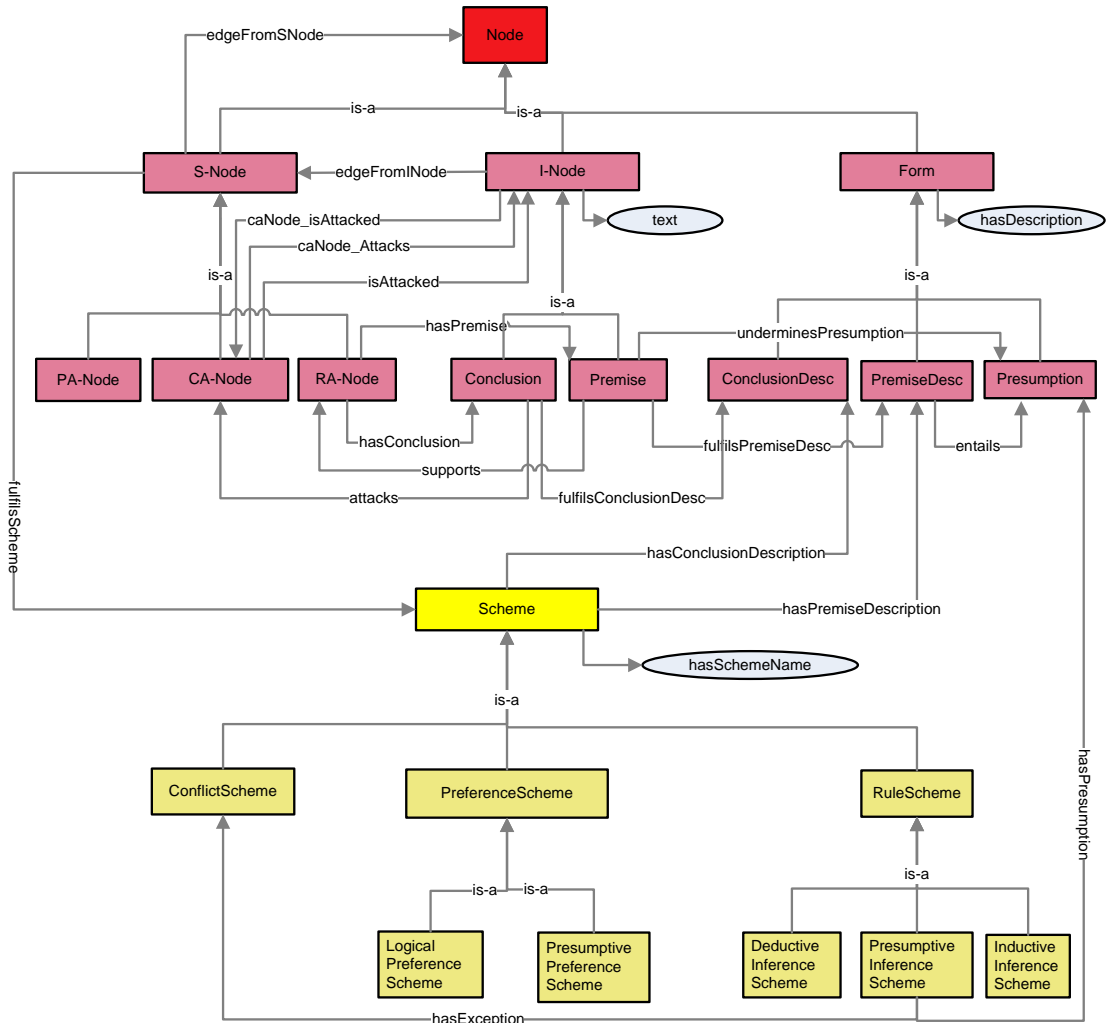 Node
edgeFromSNode
is-a
is-a
S-Node
edgeFromINode
I-Node
Form
caNode_isAttacked
text
hasDescription
caNode_Attacks
is-a
isAttacked
is-a
is-a
hasPremise
underminesPresumption
PA-Node
CA-Node
RA-Node
Conclusion
Premise
ConclusionDesc
PremiseDesc
Presumption
hasConclusion
fulfilsPremiseDesc
entails
supports
attacks
fulfilsConclusionDesc
fulfilsScheme
hasConclusionDescription
Scheme
hasPremiseDescription
hasSchemeName
is-a
hasPresumption
ConflictScheme
PreferenceScheme
RuleScheme
is-a
is-a
is-a
Logical
Preference
Scheme
Presumptive
Preference
Scheme
Deductive
Inference
Scheme
Presumptive
Inference
Scheme
Inductive
Inference
Scheme
hasException